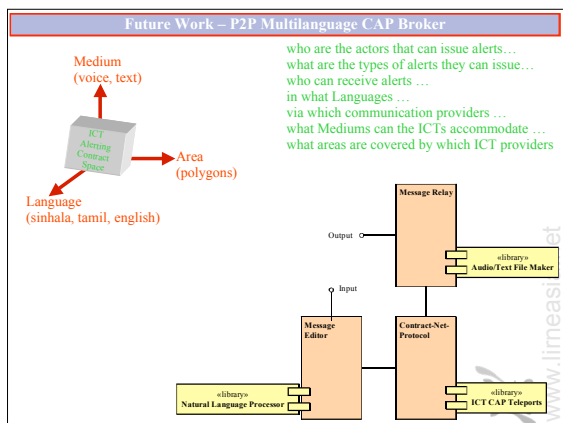 Future Work – P2P Multilanguage CAP Broker
who are the actors that can issue alerts…
what are the types of alerts they can issue…
who can receive alerts …
in what Languages …
via which communication providers …
what Mediums can the ICTs accommodate …
what areas are covered by which ICT providers
Medium
(voice, text)
ICT
Alerting
Contract
Space
Area
(polygons)
Language
(sinhala, tamil, english)
Message Relay
Output
«library»
Audio/Text File Maker
Input
Message
Editor
Contract-Net-
Protocol
«library»
Natural Language Processor
«library»
ICT CAP Teleports
www.lirneasia.net